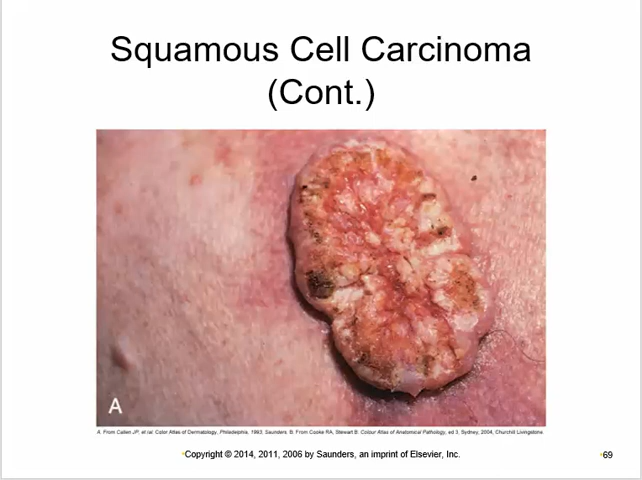 Squamous Cell Carcinoma
(Cont.)
A
A. From Callen JP, et al: Color Atlas of Dermatology, Philadelphia, 1993, Saunders. B. From Cooke RA, Stewart B: Colour Atlas of Anatomical Pathology, ed 3, Sydney, 2004, Churchill Livingstone.
Copyright © 2014, 2011, 2006 by Saunders, an imprint of Elsevier, Inc.
69